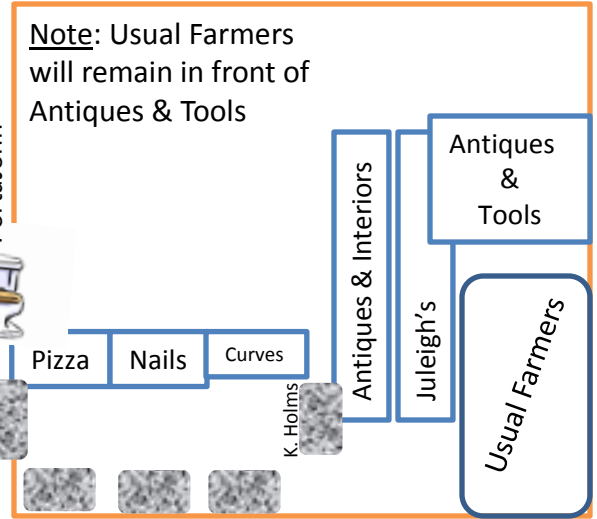 Note: Usual Farmers
will remain in front of
Antiques & Tools
Antiques
&
Tools
Antiques & Interiors
Juleigh's
Usual Farmers
Pizza
Nails
Curves
K. Holms